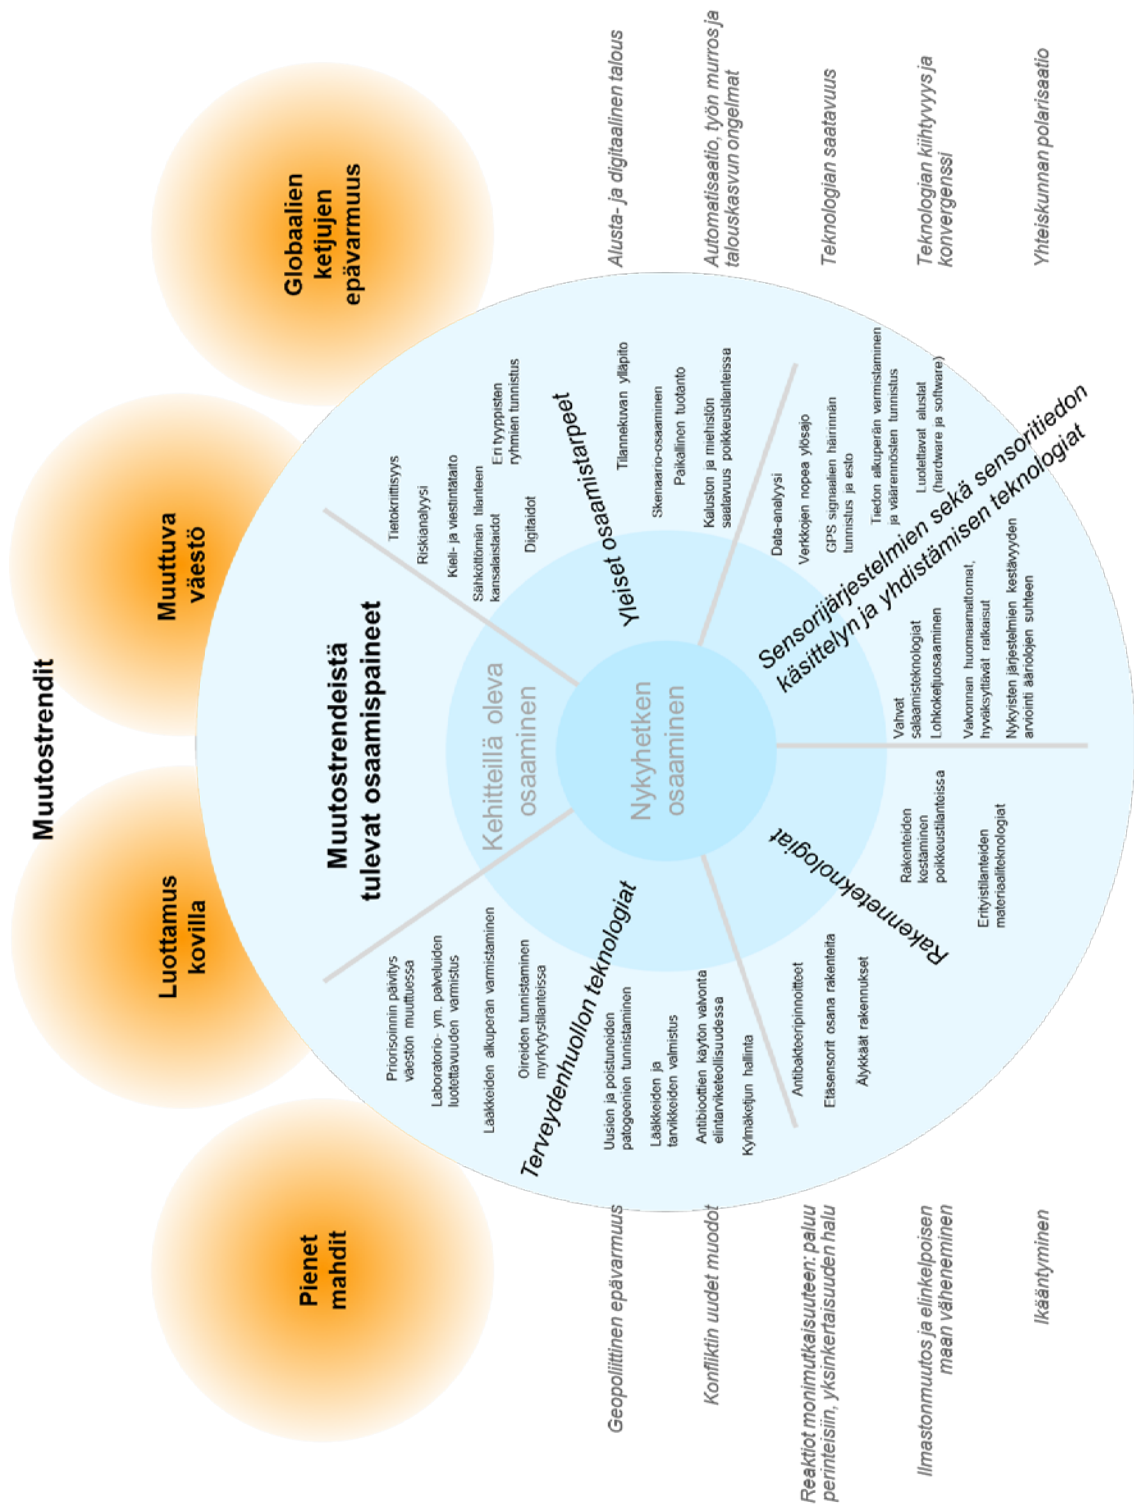 Muutostrendit
Pienet
mahdit
Luottamus
kovilla
Muuttuva
väestö
Globaalien
ketjujen
epävarmuus
Muutostrendeistä
tulevat osaamispaineet
Kehitteillä oleva
osaaminen
Nykyhetken
osaaminen
Terveydenhuollon teknologiat
Priorisoinnin päivitys
väestön muuttuessa
Laboratorio- ym. palveluiden
luotettavuuden varmistus
Lääkkeiden alkuperän varmistaminen
Oireiden tunnistaminen
myrkytystilanteissa
Uusien ja poistuneiden
patogeenien tunnistaminen
Lääkkeiden ja
tarvikkeiden valmistus
Antibioottien käytön valvonta
elintarviketeollisuudessa
Kylmäketjun hallinta
Yleiset osaamistarpeet
Tietokriittisyys
Riskianalyysi
Kieli- ja viestintätaito
Sähköttömän tilanteen
kansalaistaidot
Eri tyyppisten
ryhmien tunnistus
Digitaidot
Tilannekuvan ylläpito
Skenaario-osaaminen
Paikallinen tuotanto
Kaluston ja miehistön
saatavuus poikkeustilanteissa
Rakenneteknologiat
Antibakteeripinnoitteet
Etäsensorit osana rakenteita
Älykkäät rakennukset
Rakenteiden
kestäminen
poikkeustilanteissa
Erityistilanteiden
materiaaliteknologiat
Sensorijärjestelmien sekä sensoritiedon
käsittelyn ja yhdistämisen teknologiat
Data-analyysi
Verkkojen nopea ylösajo
GPS signaalien häirinnän
tunnistus ja esto
Tiedon alkuperän varmistaminen
ja väärennösten tunnistus
Luotettavat alustat
(hardware ja software)
Vahvat
salaamisteknologiat
Lohkoketjuosaaminen
Valvonnan huomaamattomat,
hyväksyttävät ratkaisut
Nykyisten järjestelmien kestävyyden
arviointi ääriolojen suhteen
Geopoliittinen epävarmuus
Konfliktin uudet muodot
Reaktiot monimutkaisuuteen: paluu
perinteisiin, yksinkertaisuuden halu
Ilmastonmuutos ja elinkelpoisen
maan väheneminen
Ikääntyminen
Alusta- ja digitaalinen talous
Automatisaatio, työn murros ja
talouskasvun ongelmat
Teknologian saatavuus
Teknologian kiihtyvyys ja
konvergenssi
Yhteiskunnan polarisaatio